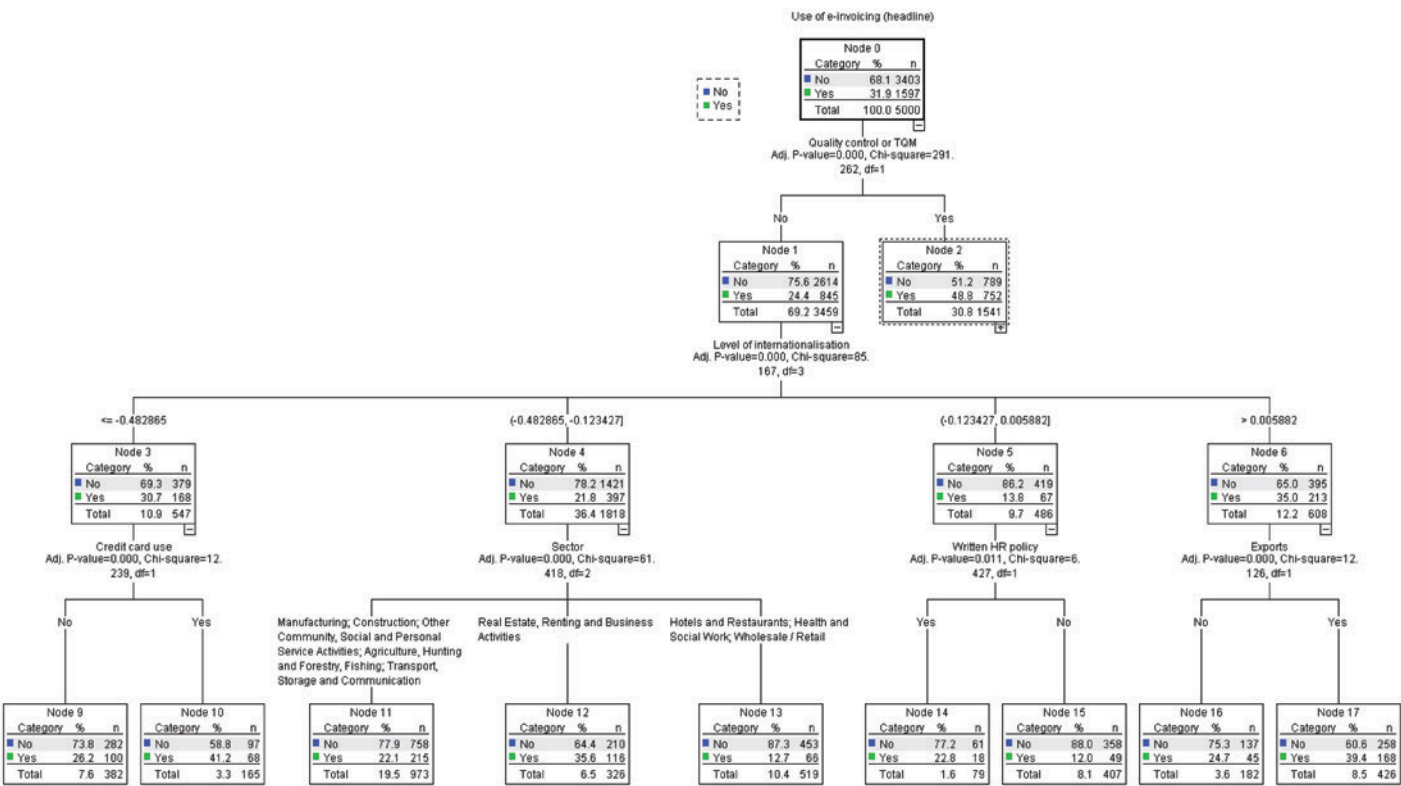 Use of e-invoicing (headline)
Node 0
Category % n
No 68.1 3403
Yes 31.9 1597
Total 100.0 5000
No
Yes
Quality control or TQM
Adj. P-value=0.000, Chi-square=291.
262, df=1
No
Yes
Node 1
Category % n
No 75.6 2614
Yes 24.4 845
Total 69.2 3459
Node 2
Category % n
No 51.2 789
Yes 48.8 752
Total 30.8 1541
Level of internationalisation
Adj. P-value=0.000, Chi-square=85.
167, df=3
<= -0.482865
(-0.482865, -0.123427]
(-0.123427, 0.005882]
> 0.005882
Node 3
Category % n
No 69.3 379
Yes 30.7 168
Total 10.9 547
Node 4
Category % n
No 78.2 1421
Yes 21.8 397
Total 36.4 1818
Node 5
Category % n
No 86.2 419
Yes 13.8 67
Total 9.7 486
Node 6
Category % n
No 65.0 395
Yes 35.0 213
Total 12.2 608
Credit card use
Adj. P-value=0.000, Chi-square=12.
239, df=1
Sector
Adj. P-value=0.000, Chi-square=61.
418, df=2
Written HR policy
Adj. P-value=0.011, Chi-square=6.
427, df=1
Exports
Adj. P-value=0.000, Chi-square=12.
126, df=1
No
Yes
Manufacturing; Construction; Other
Community, Social and Personal
Service Activities; Agriculture, Hunting
and Forestry, Fishing; Transport,
Storage and Communication
Real Estate, Renting and Business
Activities
Hotels and Restaurants; Health and
Social Work; Wholesale / Retail
Yes
No
No
Yes
Node 9
Category % n
No 73.8 282
Yes 26.2 100
Total 7.6 382
Node 10
Category % n
No 58.8 97
Yes 41.2 68
Total 3.3 165
Node 11
Category % n
No 77.9 758
Yes 22.1 215
Total 19.5 973
Node 12
Category % n
No 64.4 210
Yes 35.6 116
Total 6.5 326
Node 13
Category % n
No 87.3 453
Yes 12.7 66
Total 10.4 519
Node 14
Category % n
No 77.2 61
Yes 22.8 18
Total 1.6 79
Node 15
Category % n
No 88.0 358
Yes 12.0 49
Total 8.1 407
Node 16
Category % n
No 75.3 137
Yes 24.7 45
Total 3.6 182
Node 17
Category % n
No 60.6 258
Yes 39.4 168
Total 8.5 426